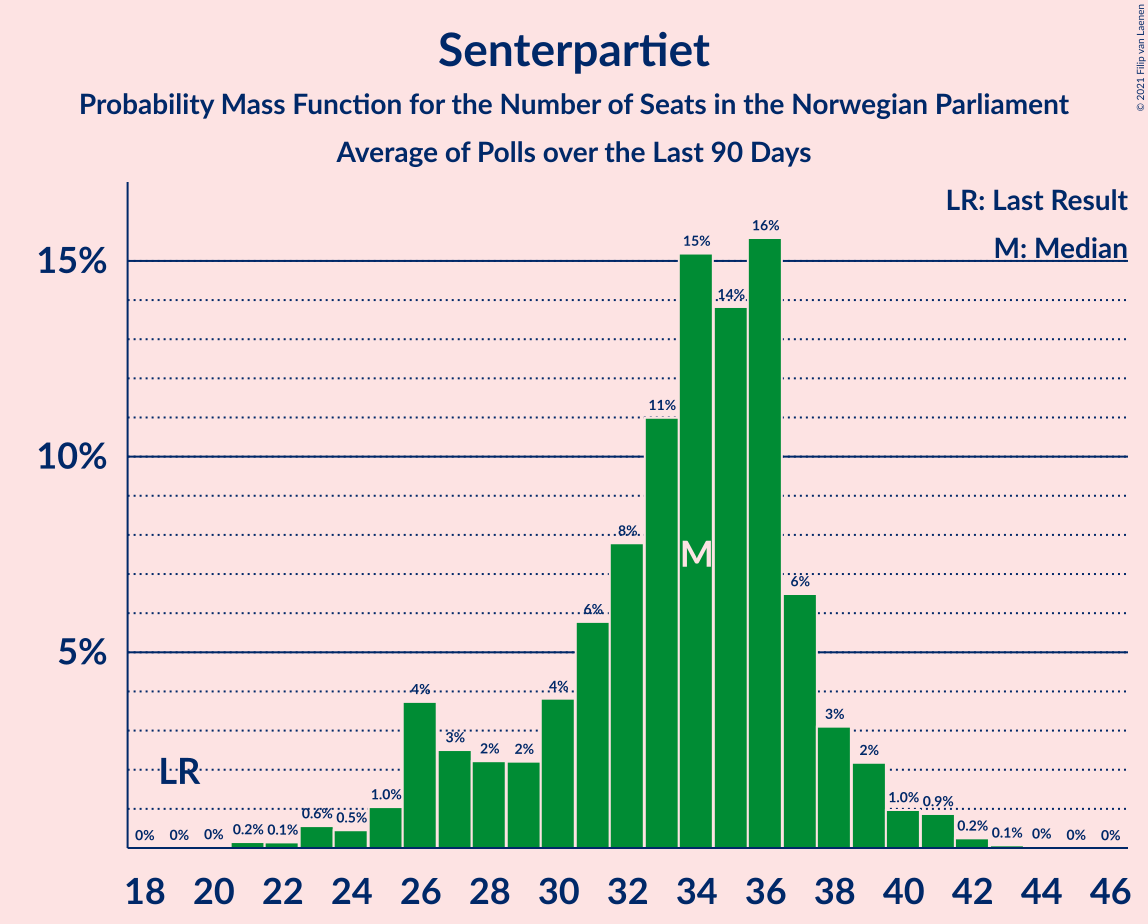 Senterpartiet
Probability Mass Function for the Number of Seats in the Norwegian Parliament
Average of Polls over the Last 90 Days
© 2021 Filip van Laenen
LR: Last Result
M: Median
15%
10%
5%
0% 0% 0% 0.2% 0.1% 0.6% 0.5% 1.0% 4% 3% 2% 2% 4% 6% 8% 11% 15% 14% 16% 6% 3% 2% 1.0% 0.9% 0.2% 0.1% 0% 0% 0%
LR
M
18 20 22 24 26 28 30 32 34 36 38 40 42 44 46